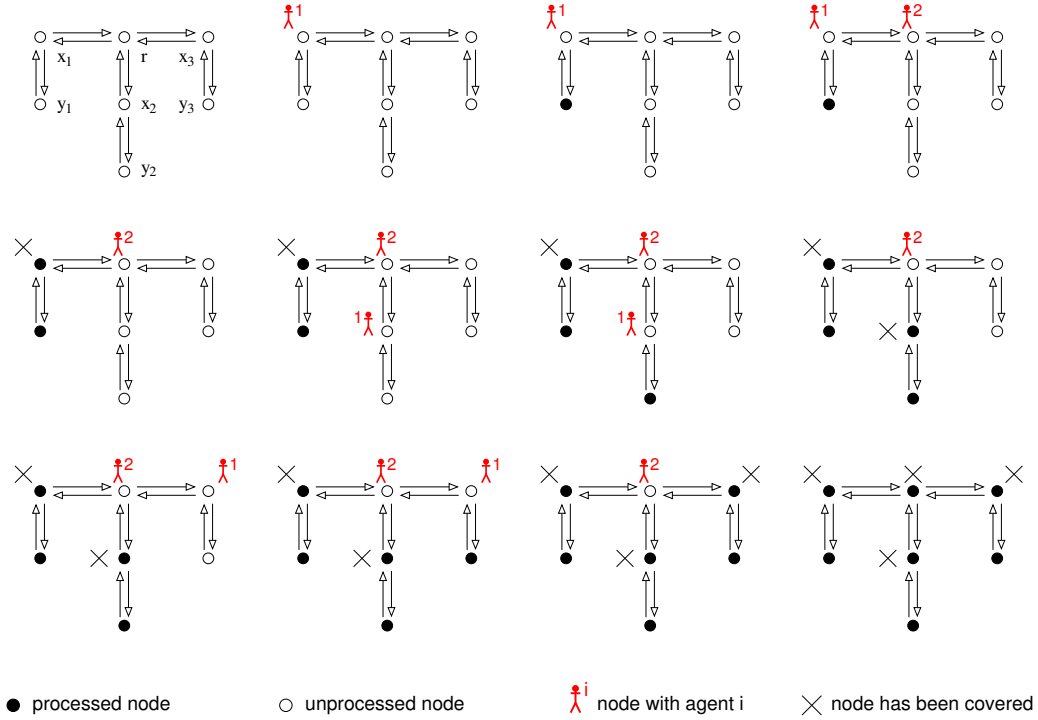 1 1 1 2
x₁ r x₃
y₁ x₂ y₃
y₂
2 2 2 2
1 1
2 1 2 1 2
processed node unprocessed node i node with agent i node has been covered